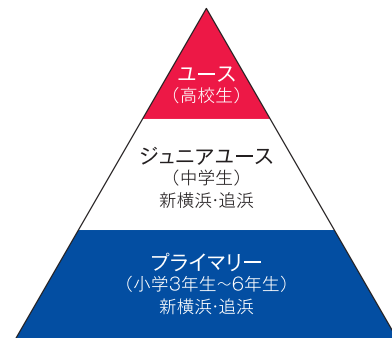 ユース
（高校生）
ジュニアユース
（中学生）
新横浜･追浜
プライマリー
（小学3年生〜6年生）
新横浜･追浜